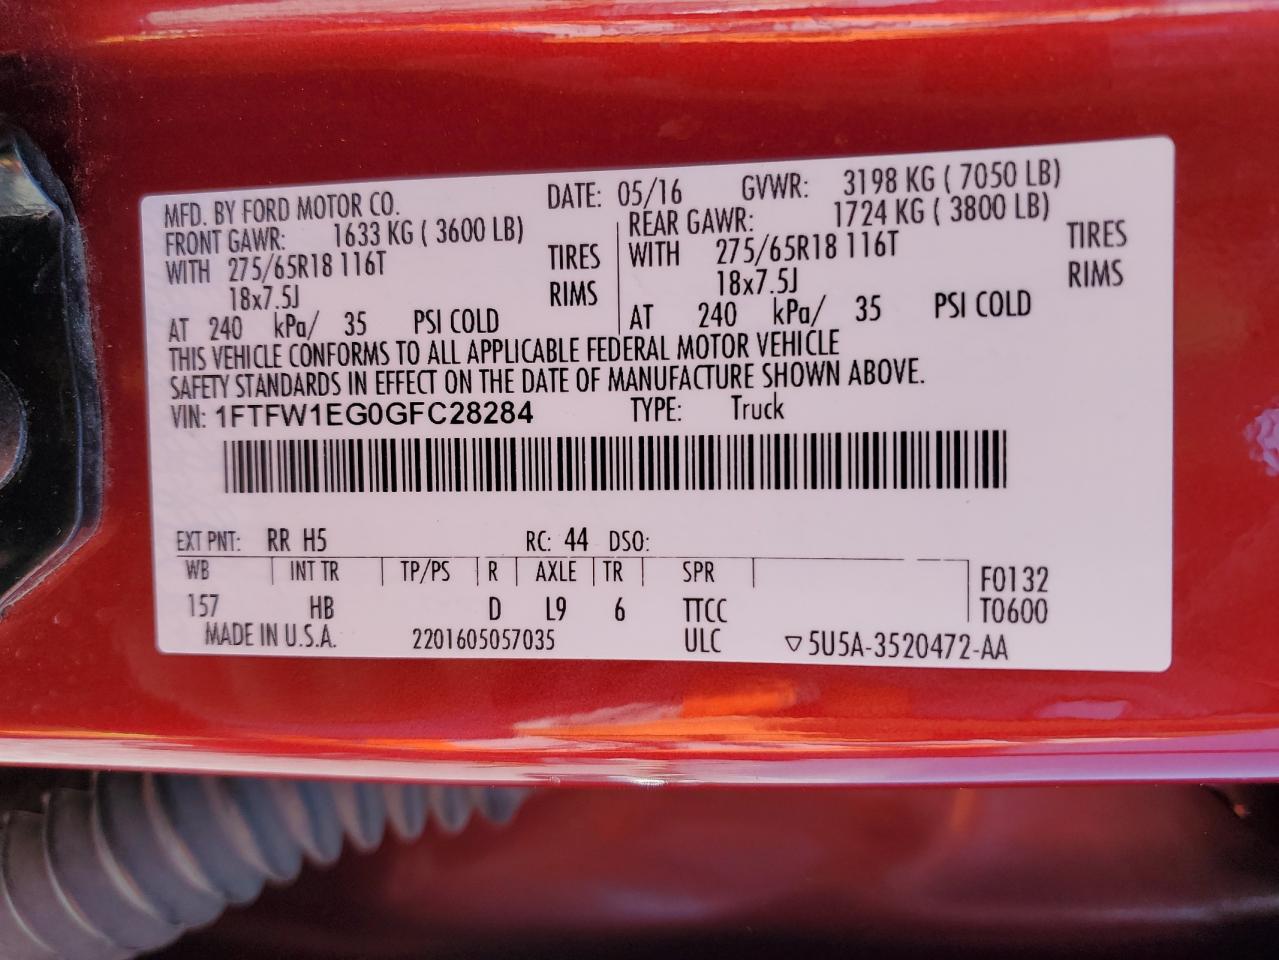 MFD. BY FORD MOTOR CO. DATE: 05/16 GVWR: 3198 KG ( 7050 LB)
FRONT GAWR: 1633 KG ( 3600 LB) REAR GAWR: 1724 KG ( 3800 LB)
WITH 275/65R18 116T TIRES WITH 275/65R18 116T TIRES
18x7.5J RIMS 18x7.5J RIMS
AT 240 kPa/ 35 PSI COLD AT 240 kPa/ 35 PSI COLD
THIS VEHICLE CONFORMS TO ALL APPLICABLE FEDERAL MOTOR VEHICLE
SAFETY STANDARDS IN EFFECT ON THE DATE OF MANUFACTURE SHOWN ABOVE.
VIN: 1FTFW1EG0GFC28284 TYPE: Truck
EXT PNT: RR H5 RC: 44 DSO:
WB INT TR TP/PS R AXLE TR SPR F0132
157 HB D L9 6 TTCC T0600
MADE IN U.S.A. 2201605057035 ULC ▽5U5A-3520472-AA